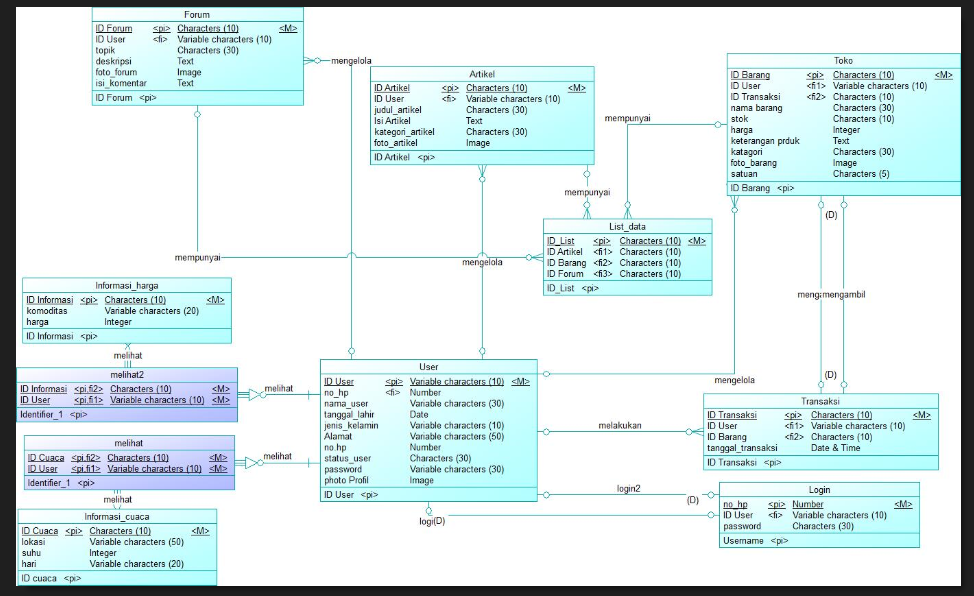 Forum
ID Forum <pi> Characters (10) <M>
ID User <fi> Variable characters (10)
topik Characters (30)
deskripsi Text
foto_forum Image
isi_komentar Text
ID Forum <pi>
mengelola
Artikel
ID Artikel <pi> Characters (10) <M>
ID User <fi> Variable characters (10)
judul_artikel Characters (30)
Isi Artikel Text
kategori_artikel Characters (30)
foto_artikel Image
ID Artikel <pi>
Toko
ID Barang <pi> Characters (10) <M>
ID User <fi1> Variable characters (10)
ID Transaksi <fi2> Characters (10)
nama barang Characters (30)
stok Characters (10)
harga Integer
keterangan prduk Text
katagori Characters (30)
foto_barang Image
satuan Characters (5)
ID Barang <pi>
mempunyai
mempunyai
(D)
List_data
ID_List <pi> Characters (10) <M>
ID Artikel <fi1> Characters (10)
ID Barang <fi2> Characters (10)
ID Forum <fi3> Characters (10)
ID_List <pi>
mempunyai
mengelola
Informasi_harga
ID Informasi <pi> Characters (10) <M>
komoditas Variable characters (20)
harga Integer
ID Informasi <pi>
mengambil
melihat
melihat2
ID Informasi <pi,fi2> Characters (10) <M>
ID User <pi,fi1> Variable characters (10) <M>
Identifier_1 <pi>
melihat
User
ID User <pi> Variable characters (10) <M>
no_hp <fi> Number
nama_user Variable characters (30)
tanggal_lahir Date
jenis_kelamin Variable characters (10)
Alamat Variable characters (50)
no.hp Number
status_user Characters (30)
password Variable characters (30)
photo Profil Image
ID User <pi>
mengelola
(D)
Transaksi
ID Transaksi <pi> Characters (10) <M>
ID User <fi1> Variable characters (10)
ID Barang <fi2> Characters (10)
tanggal_transaksi Date & Time
ID Transaksi <pi>
melakukan
melihat
ID Cuaca <pi,fi2> Characters (10) <M>
ID User <pi,fi1> Variable characters (10) <M>
Identifier_1 <pi>
melihat
melihat
login2
(D)
Login
no_hp <pi> Number <M>
ID User <fi> Variable characters (10)
password Characters (30)
Username <pi>
logi(D)
Informasi_cuaca
ID Cuaca <pi> Characters (10) <M>
lokasi Variable characters (50)
suhu Integer
hari Variable characters (20)
ID cuaca <pi>